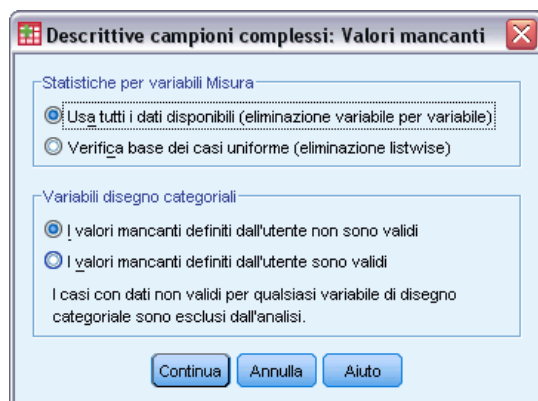 Descrittive campioni complessi: Valori mancanti
Statistiche per variabili Misura
Usa tutti i dati disponibili (eliminazione variabile per variabile)
Verifica base dei casi uniforme (eliminazione listwise)
Variabili disegno categoriali
I valori mancanti definiti dall'utente non sono validi
I valori mancanti definiti dall'utente sono validi
I casi con dati non validi per qualsiasi variabile di disegno
categoriale sono esclusi dall'analisi.
Continua Annulla Aiuto